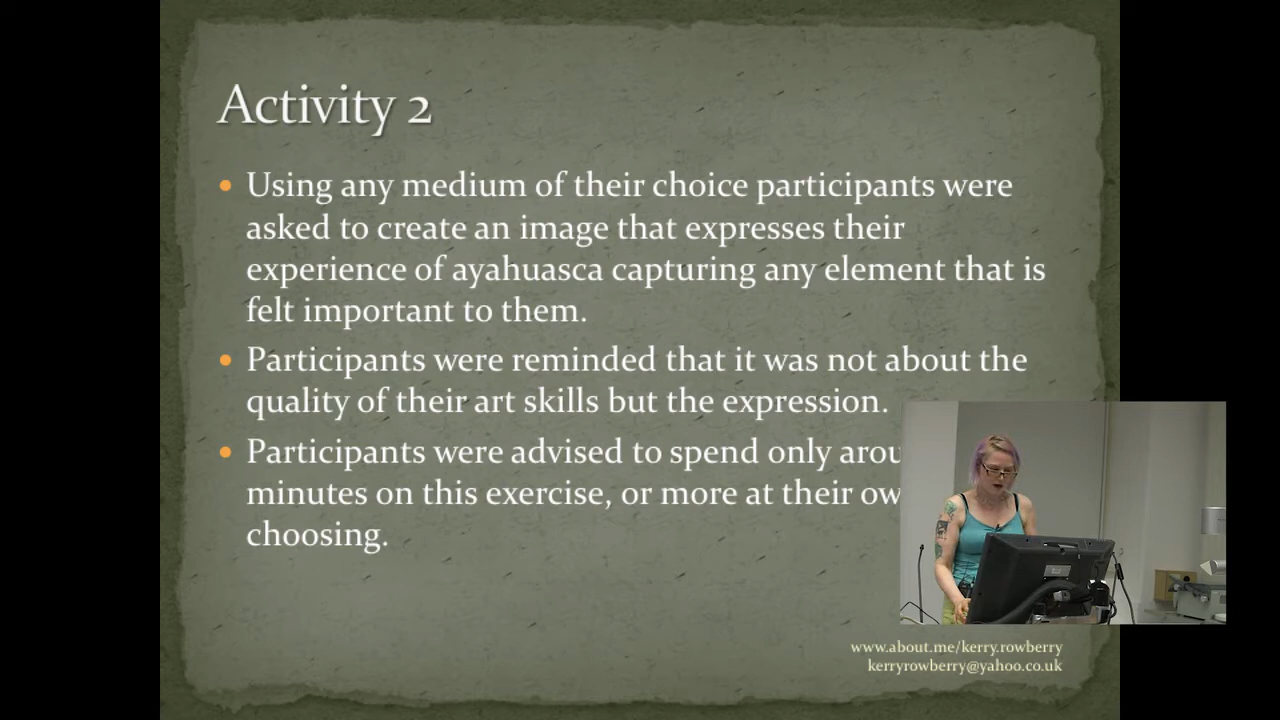 Activity 2
Using any medium of their choice participants were
asked to create an image that expresses their
experience of ayahuasca capturing any element that is
felt important to them.
Participants were reminded that it was not about the
quality of their art skills but the expression.
Participants were advised to spend only
minutes on this exercise, or more at their
choosing.
www.about.me/kerry.rowberry
kerryrowberry@yahoo.co.uk